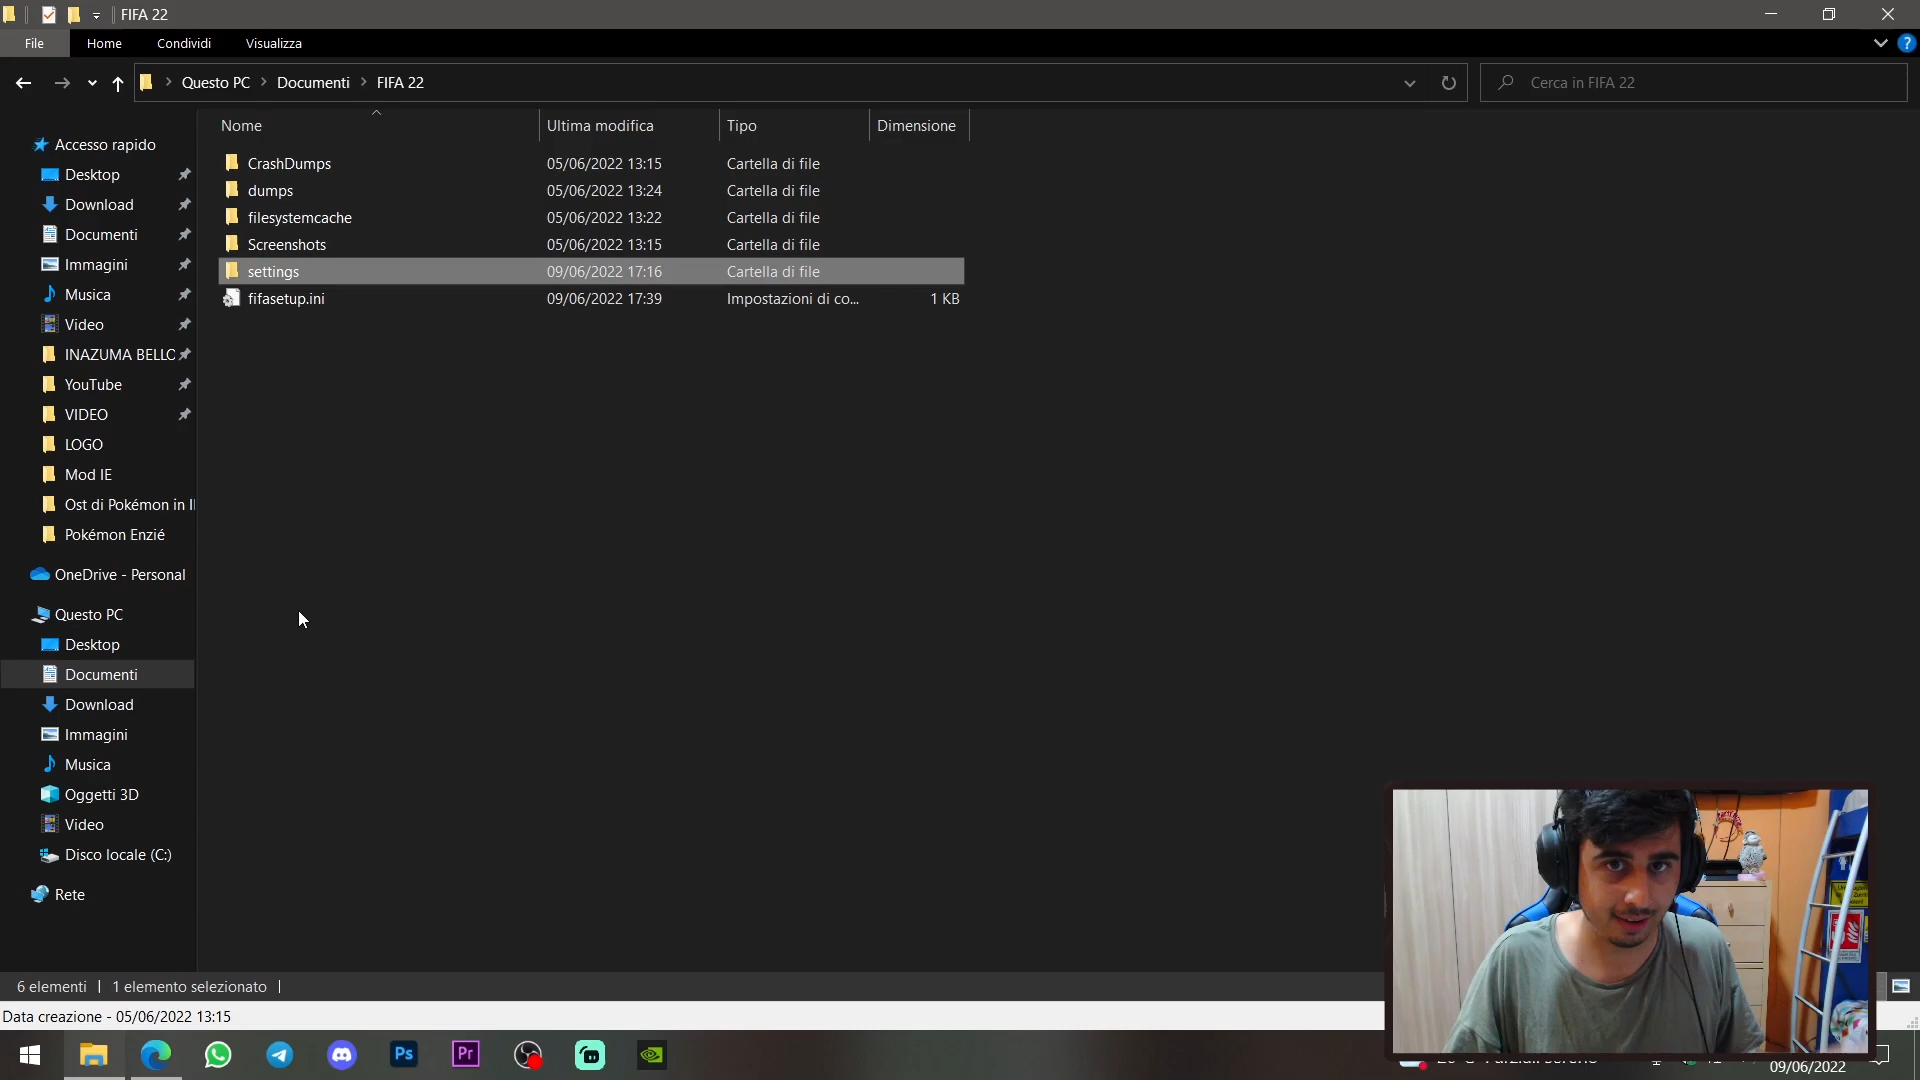 FIFA 22
File Home Condividi Visualizza
Questo PC Documenti FIFA 22
Cerca in FIFA 22
Nome Ultima modifica Tipo Dimensione
CrashDumps 05/06/2022 13:15 Cartella di file
dumps 05/06/2022 13:24 Cartella di file
filesystemcache 05/06/2022 13:22 Cartella di file
Screenshots 05/06/2022 13:15 Cartella di file
settings 09/06/2022 17:16 Cartella di file
fifasetup.ini 09/06/2022 17:39 Impostazioni di co... 1 KB
Accesso rapido
Desktop
Download
Documenti
Immagini
Musica
Video
INAZUMA BELLO
YouTube
VIDEO
LOGO
Mod IE
Ost di Pokémon in
Pokémon Enzié
OneDrive - Personal
Questo PC
Desktop
Documenti
Download
Immagini
Musica
Oggetti 3D
Video
Disco locale (C:)
Rete
6 elementi 1 elemento selezionato
Data creazione - 05/06/2022 13:15
Ps Pr
09/06/2022